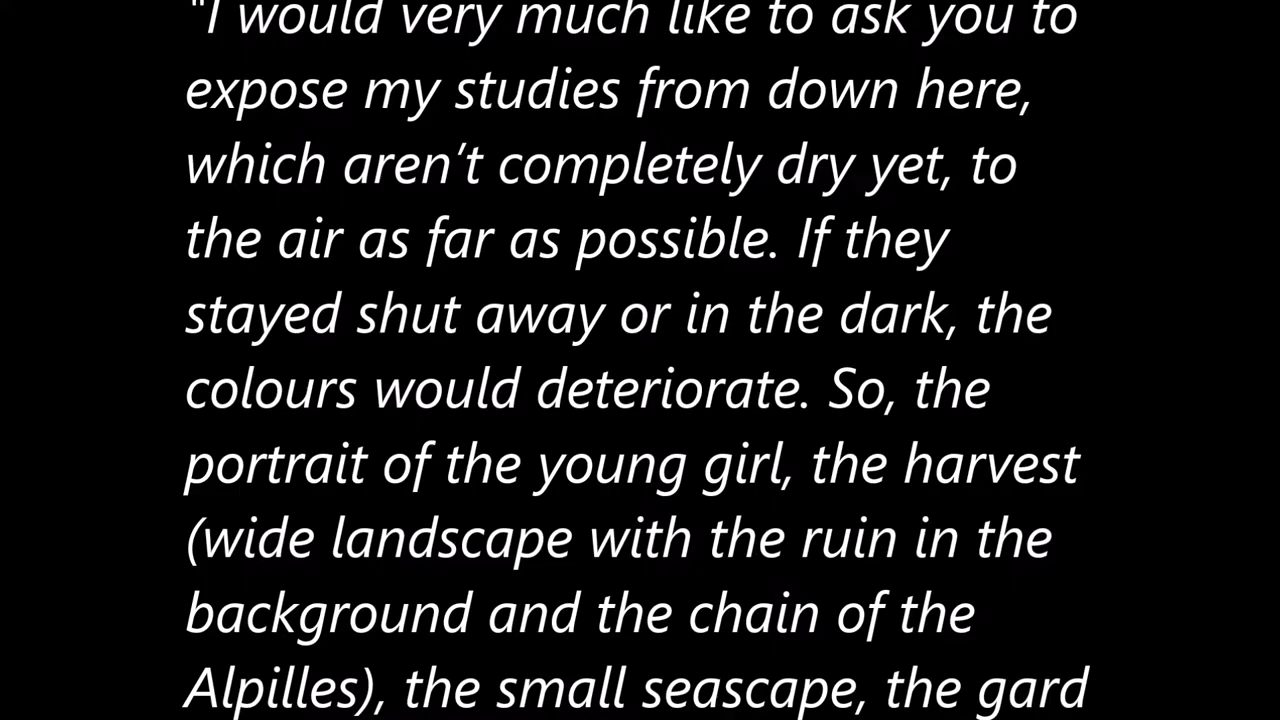 "I would very much like to ask you to
expose my studies from down here,
which aren’t completely dry yet, to
the air as far as possible. If they
stayed shut away or in the dark, the
colours would deteriorate. So, the
portrait of the young girl, the harvest
(wide landscape with the ruin in the
background and the chain of the
Alpilles), the small seascape, the gard